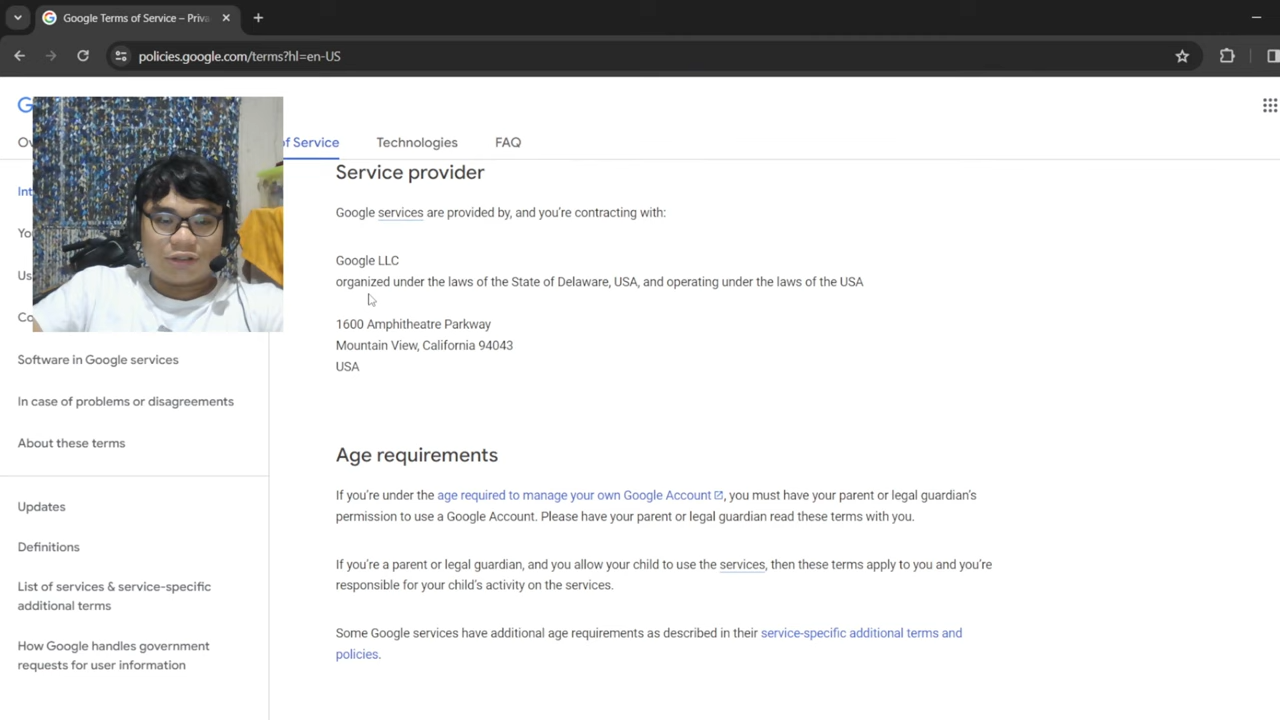 Google Terms of Service – Priva
policies.google.com/terms?hl=en-US
G
of Service
Technologies
FAQ
Service provider
Google services are provided by, and you're contracting with:
Google LLC
organized under the laws of the State of Delaware, USA, and operating under the laws of the USA
1600 Amphitheatre Parkway
Mountain View, California 94043
USA
Age requirements
If you're under the age required to manage your own Google Account, you must have your parent or legal guardian's
permission to use a Google Account. Please have your parent or legal guardian read these terms with you.
If you're a parent or legal guardian, and you allow your child to use the services, then these terms apply to you and you're
responsible for your child's activity on the services.
Some Google services have additional age requirements as described in their service-specific additional terms and
policies.
Software in Google services
In case of problems or disagreements
About these terms
Updates
Definitions
List of services & service-specific
additional terms
How Google handles government
requests for user information